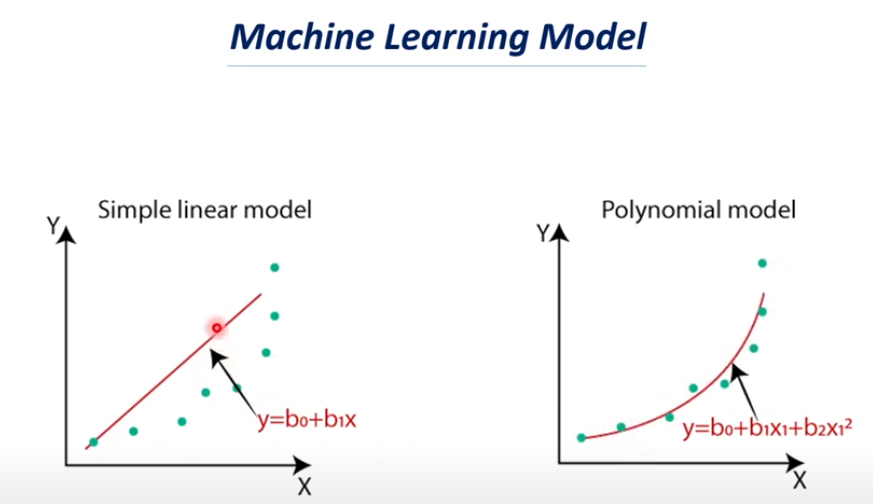 Machine Learning Model
Simple linear model
Y
y=b₀+b₁x
X
Polynomial model
Y
y=b₀+b₁x₁+b₂x₁²
X